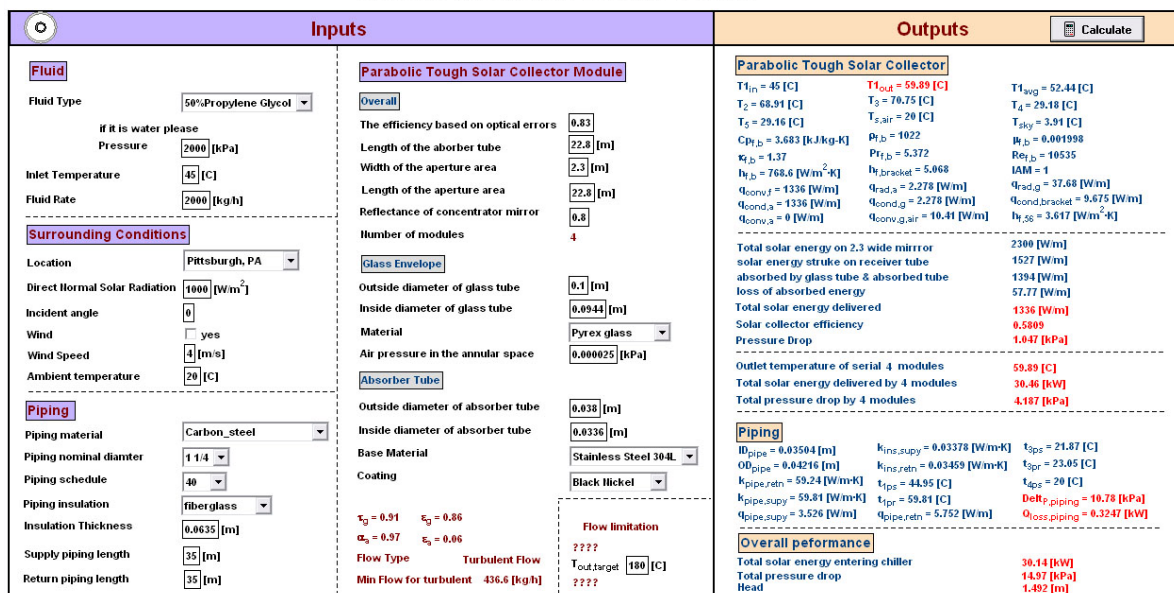 Inputs
Outputs
Calculate
Fluid
Fluid Type
50%Propylene Glycol
if it is water please
Pressure
2000 [kPa]
Inlet Temperature
45 [C]
Fluid Rate
2000 [kg/h]
Surrounding Conditions
Location
Pittsburgh, PA
Direct Normal Solar Radiation
1000 [W/m²]
Incident angle
0
Wind
yes
Wind Speed
4 [m/s]
Ambient temperature
20 [C]
Piping
Piping material
Carbon_steel
Piping nominal diamter
1 1/4
Piping schedule
40
Piping insulation
fiberglass
Insulation Thickness
0.0635 [m]
Supply piping length
35 [m]
Return piping length
35 [m]
Parabolic Tough Solar Collector Module
Overall
The efficiency based on optical errors
0.83
Length of the aborber tube
22.8 [m]
Width of the aperture area
2.3 [m]
Length of the aperture area
22.8 [m]
Reflectance of concentrator mirror
0.8
Number of modules
4
Glass Envelope
Outside diameter of glass tube
0.1 [m]
Inside diameter of glass tube
0.0944 [m]
Material
Pyrex glass
Air pressure in the annular space
0.000025 [kPa]
Absorber Tube
Outside diameter of absorber tube
0.038 [m]
Inside diameter of absorber tube
0.0336 [m]
Base Material
Stainless Steel 304L
Coating
Black Nickel
τg = 0.91 εg = 0.86
αa = 0.97 εa = 0.06
Flow Type Turbulent Flow
Min Flow for turbulent 436.6 [kg/h]
Flow limitation
????
Tout,target 180 [C]
????
Parabolic Tough Solar Collector
T1in = 45 [C] T1out = 59.89 [C] T1avg = 52.44 [C]
T2 = 68.91 [C] T3 = 70.75 [C] T4 = 29.18 [C]
T5 = 29.16 [C] Ts,air = 20 [C] Tsky = 3.91 [C]
Cpf,b = 3.683 [kJ/kg-K] ρf,b = 1022 μf,b = 0.001998
κf,b = 1.37 Prf,b = 5.372 Ref,b = 10535
hf,b = 768.6 [W/m²·K] hf,bracket = 5.068 IAM = 1
qconv,f = 1336 [W/m] qrad,a = 2.278 [W/m] qrad,g = 37.68 [W/m]
qcond,a = 1336 [W/m] qcond,g = 2.278 [W/m] qcond,bracket = 9.675 [W/m]
qconv,a = 0 [W/m] qconv,g,air = 10.41 [W/m] hf,56 = 3.617 [W/m²·K]
Total solar energy on 2.3 wide mirrror 2300 [W/m]
solar energy struke on receiver tube 1527 [W/m]
absorbed by glass tube & absorbed tube 1394 [W/m]
loss of absorbed energy 57.77 [W/m]
Total solar energy delivered 1336 [W/m]
Solar collector efficiency 0.5809
Pressure Drop 1.047 [kPa]
Outlet temperature of serial 4 modules 59.89 [C]
Total solar energy delivered by 4 modules 30.46 [kW]
Total pressure drop by 4 modules 4.187 [kPa]
Piping
IDpipe = 0.03504 [m] kins,supy = 0.03378 [W/m·K] t3ps = 21.87 [C]
ODpipe = 0.04216 [m] kins,retn = 0.03459 [W/m·K] t3pr = 23.05 [C]
kpipe,retn = 59.24 [W/m·K] t1ps = 44.95 [C] t4ps = 20 [C]
kpipe,supy = 59.81 [W/m·K] t1pr = 59.81 [C] DeltP,piping = 10.78 [kPa]
qpipe,supy = 3.526 [W/m] qpipe,retn = 5.752 [W/m] Qloss,piping = 0.3247 [kW]
Overall peformance
Total solar energy entering chiller 30.14 [kW]
Total pressure drop 14.97 [kPa]
Head 1.492 [m]